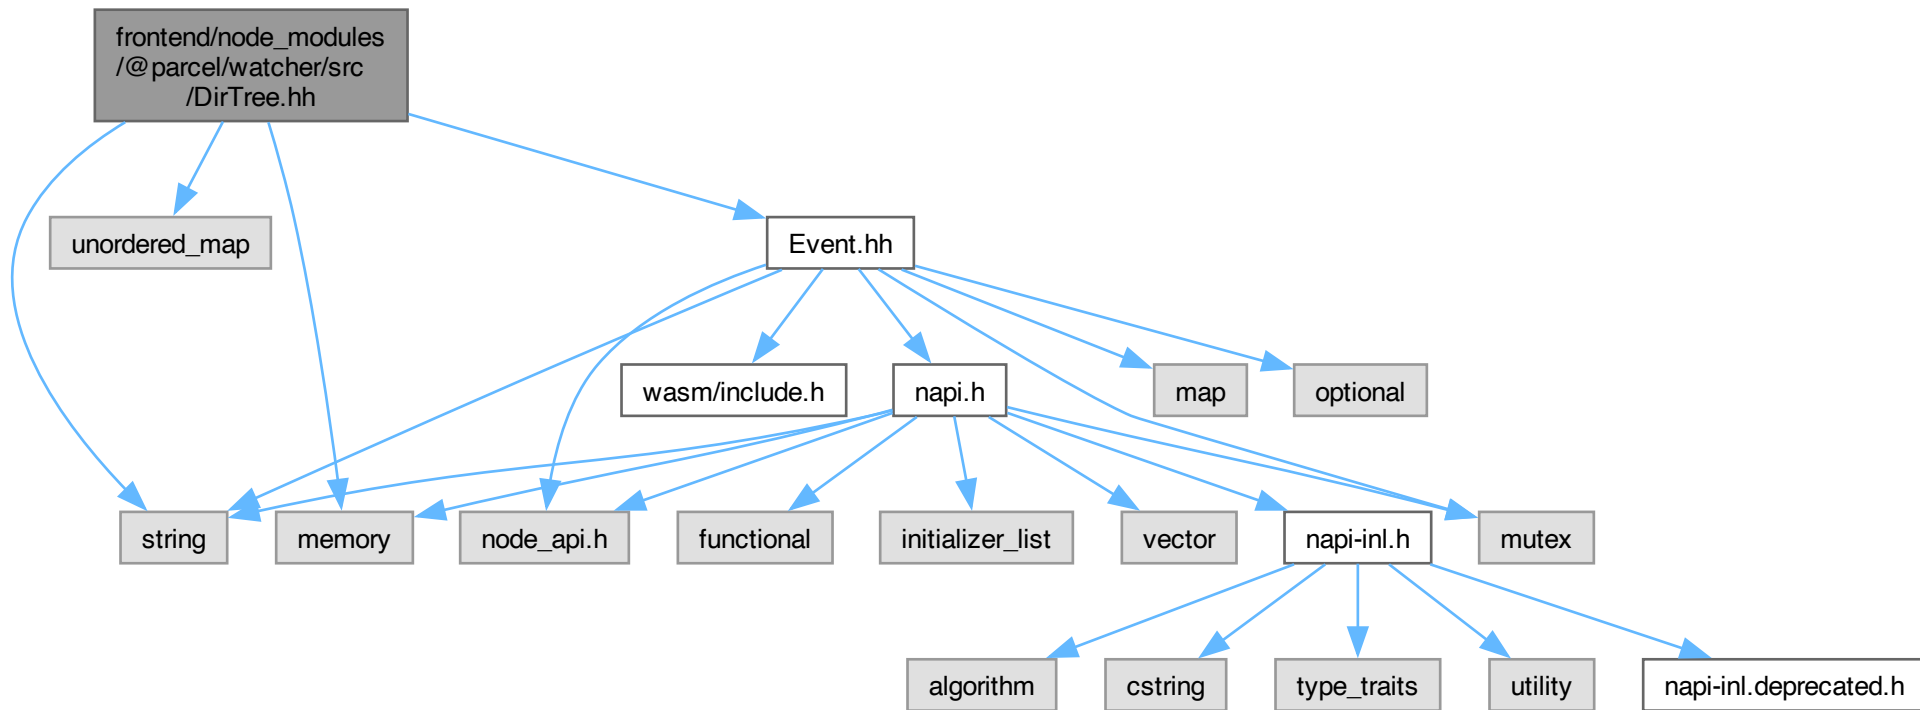 frontend/node_modules
/@parcel/watcher/src
/DirTree.hh
unordered_map
Event.hh
wasm/include.h
napi.h
map
optional
string
memory
node_api.h
functional
initializer_list
vector
napi-inl.h
mutex
algorithm
cstring
type_traits
utility
napi-inl.deprecated.h